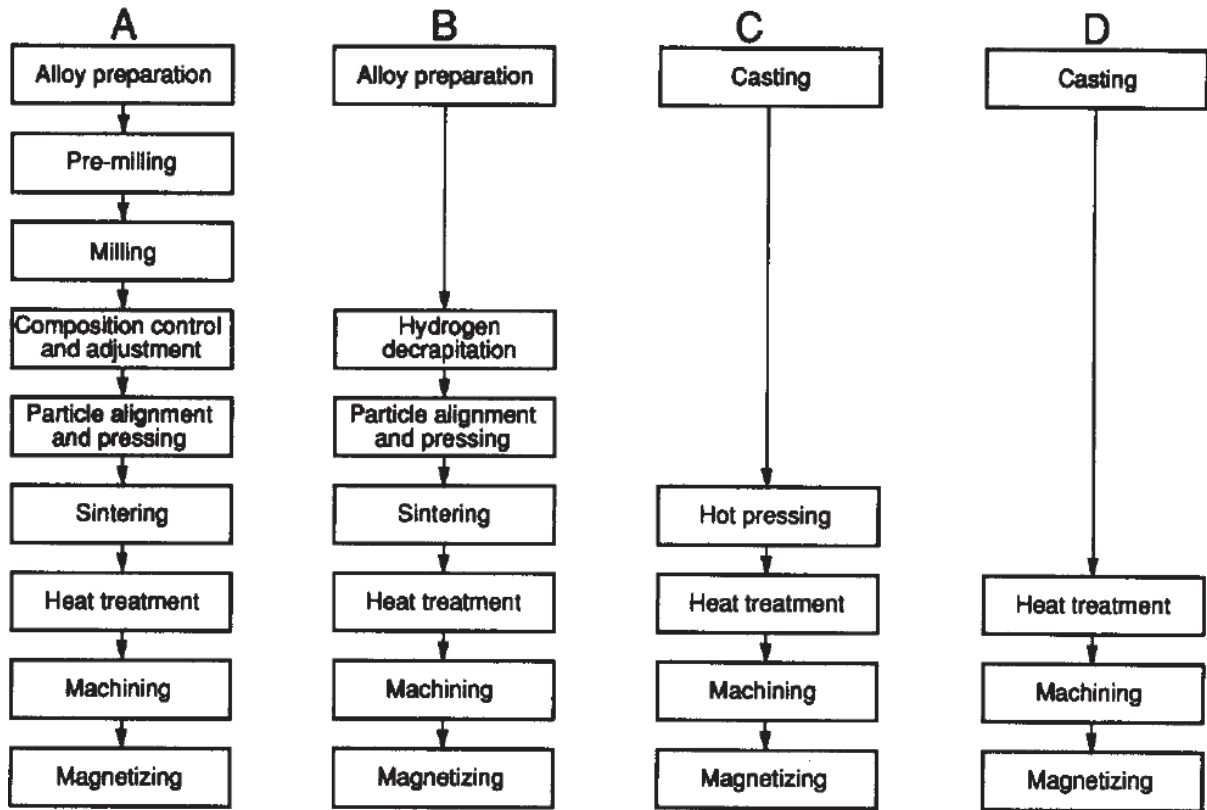 A
Alloy preparation
Pre-milling
Milling
Composition control
and adjustment
Particle alignment
and pressing
Sintering
Heat treatment
Machining
Magnetizing
B
Alloy preparation
Hydrogen
decrapitation
Particle alignment
and pressing
Sintering
Heat treatment
Machining
Magnetizing
C
Casting
Hot pressing
Heat treatment
Machining
Magnetizing
D
Casting
Heat treatment
Machining
Magnetizing